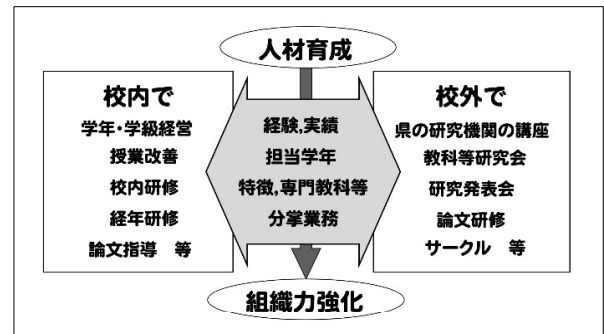 人材育成
校内で
学年・学級経営
授業改善
校内研修
経年研修
論文指導　等
経験,実績
担当学年
特徴,専門教科等
分掌業務
校外で
県の研究機関の講座
教科等研究会
研究発表会
論文研修
サークル　等
組織力強化